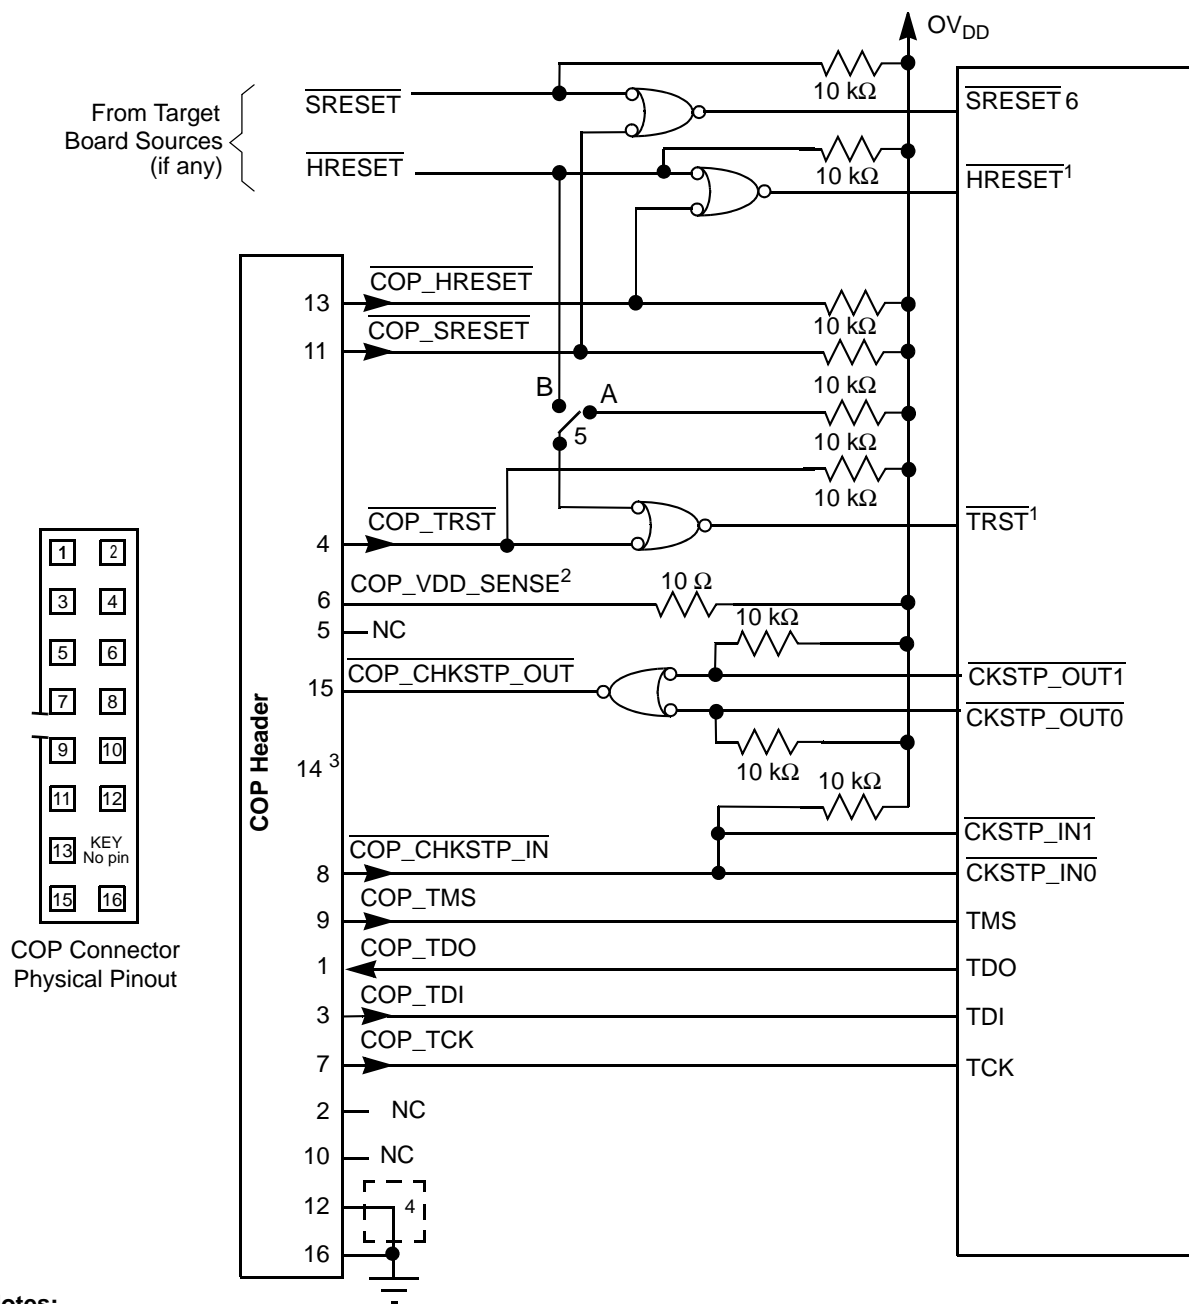 OVDD
10 kΩ
From Target
Board Sources
(if any)
SRESET
SRESET 6
10 kΩ
HRESET
HRESET1
COP_HRESET
13
10 kΩ
COP_SRESET
11
10 kΩ
B
A
5
10 kΩ
10 kΩ
COP_TRST
4
TRST1
COP_VDD_SENSE2
10 Ω
6
5
NC
10 kΩ
COP_CHKSTP_OUT
15
CKSTP_OUT1
CKSTP_OUT0
10 kΩ
14 3
COP Header
10 kΩ
CKSTP_IN1
COP_CHKSTP_IN
8
CKSTP_IN0
COP_TMS
9
TMS
COP_TDO
1
TDO
COP_TDI
3
TDI
COP_TCK
7
TCK
2
NC
10
NC
12
4
16
1 2
3 4
5 6
7 8
9 10
11 12
13 KEY
No pin
15 16
COP Connector
Physical Pinout
otes: